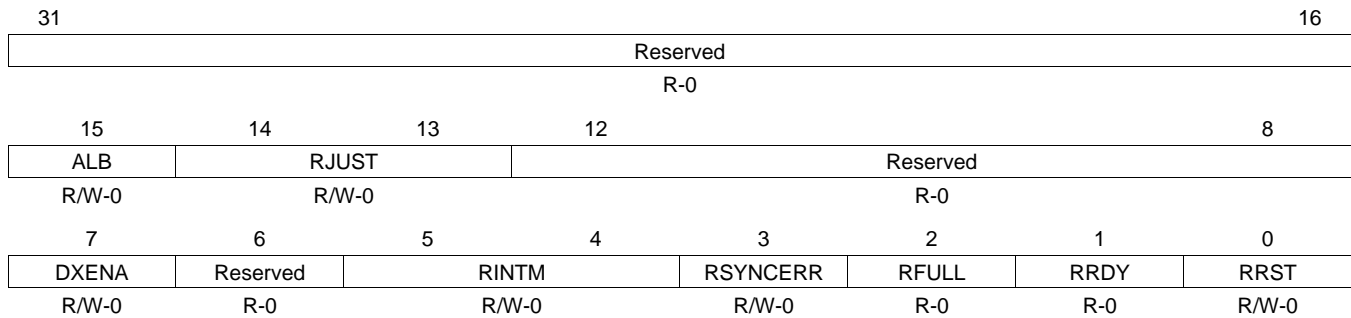 31 16
Reserved
R-0
15 14 13 12 8
ALB RJUST Reserved
R/W-0 R/W-0 R-0
7 6 5 4 3 2 1 0
DXENA Reserved RINTM RSYNCERR RFULL RRDY RRST
R/W-0 R-0 R/W-0 R/W-0 R-0 R-0 R/W-0